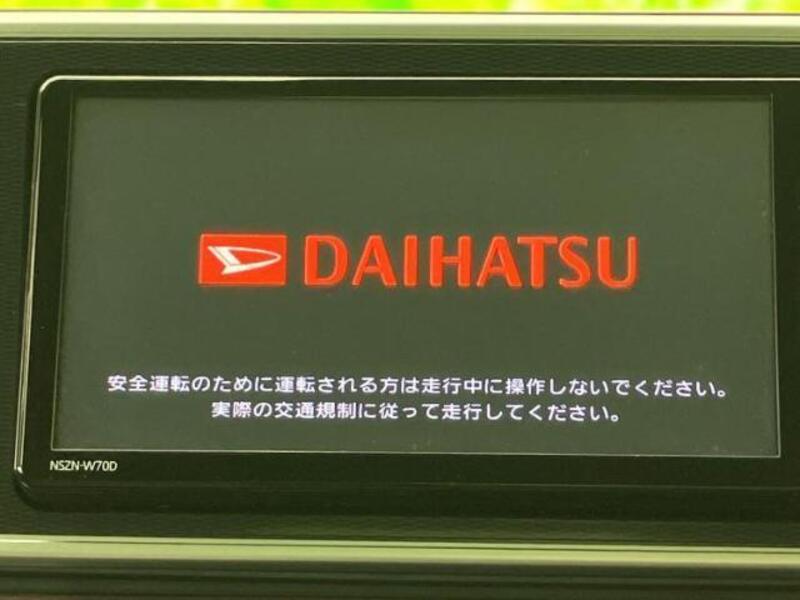 DAIHATSU
安全運転のために運転される方は走行中に操作しないでください。
実際の交通規制に従って走行してください。
NSZN-W70D